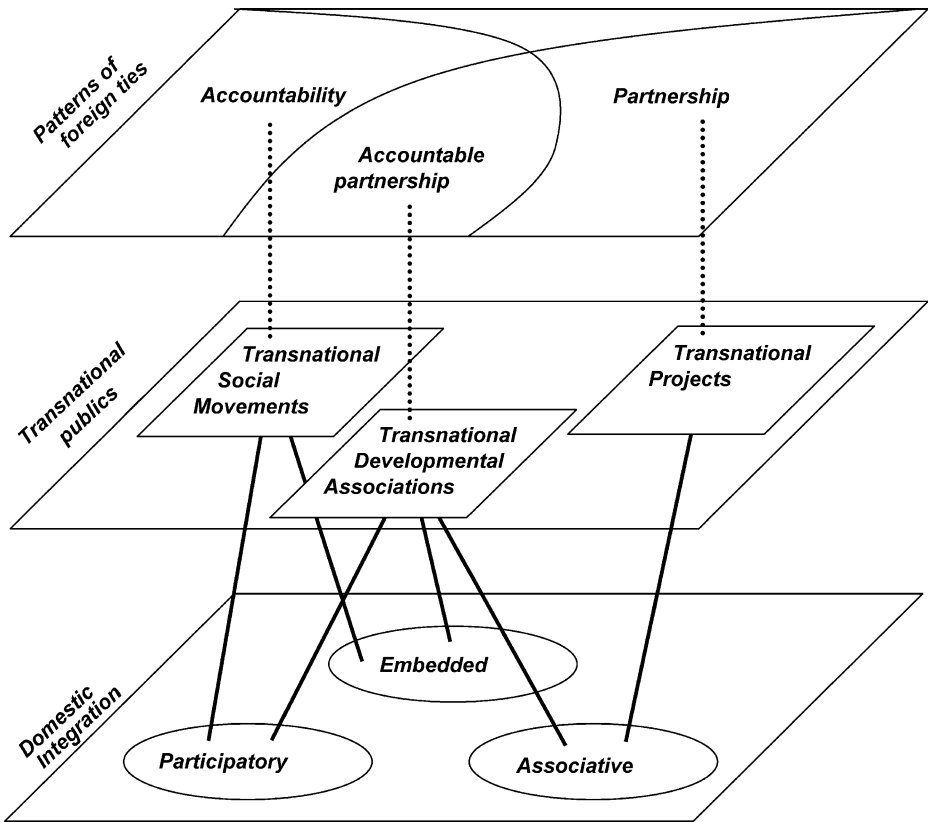 Patterns of
foreign ties
Accountability
Partnership
Accountable
partnership
Transnational
publics
Transnational
Social
Movements
Transnational
Projects
Transnational
Developmental
Associations
Domestic
Integration
Embedded
Participatory
Associative